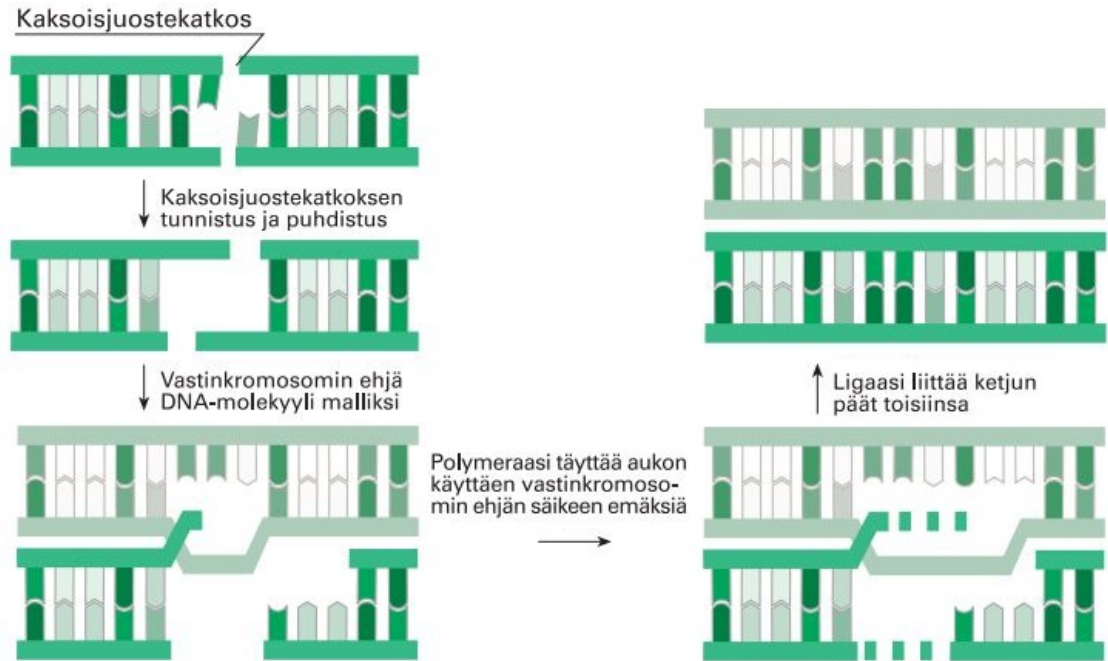 Kaksoisjuostekatkos
Kaksoisjuostekatkoksen
tunnistus ja puhdistus
Vastinkromosomin ehjä
DNA-molekyyli malliksi
Polymeraasi täyttää aukon
käyttäen vastinkromoso-
min ehjän säikeen emäksiä
Ligaasi liittää ketjun
päät toisiinsa